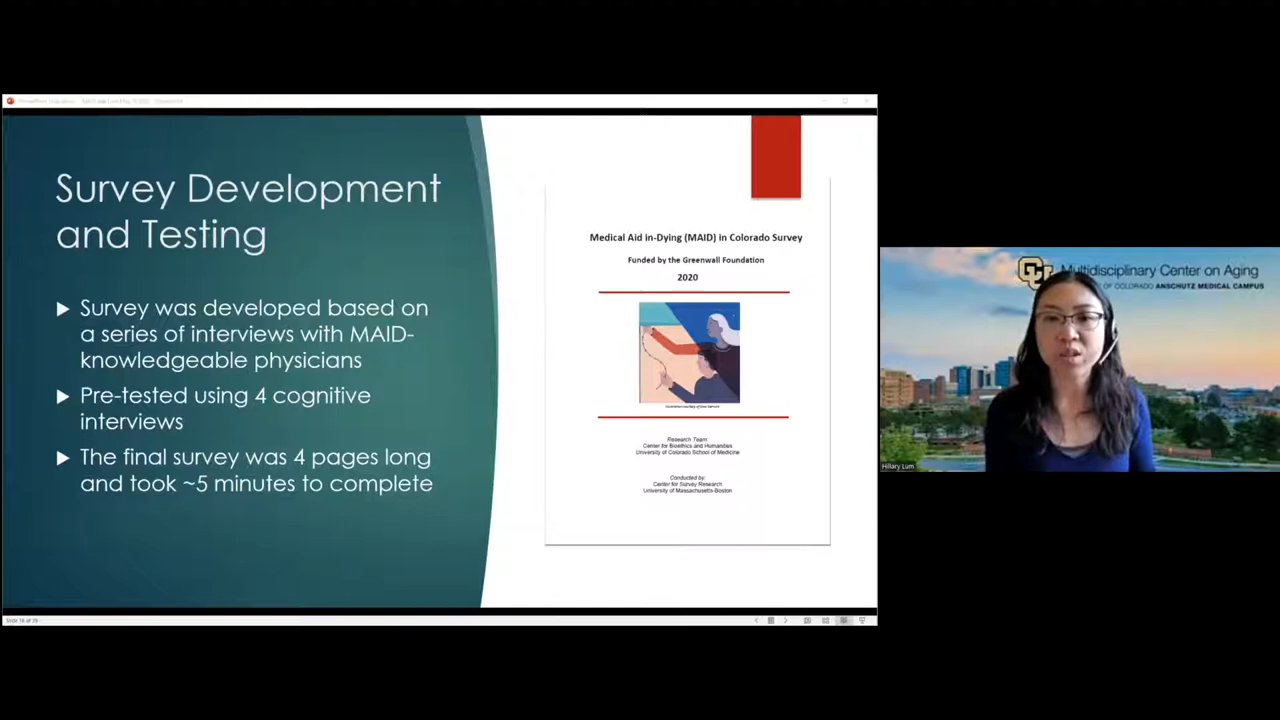 Survey Development
and Testing
Survey was developed based on
a series of interviews with MAID-
knowledgeable physicians
Pre-tested using 4 cognitive
interviews
The final survey was 4 pages long
and took ~5 minutes to complete
Medical Aid in-Dying (MAID) in Colorado Survey
Funded by the Greenwall Foundation
2020
Research Team:
Center for Bioethics and Humanities
University of Colorado School of Medicine
Conducted by:
Center for Survey Research
University of Massachusetts-Boston
Multidisciplinary Center on Aging
OF COLORADO ANSCHUTZ MEDICAL CAMPUS
Hillary Lum